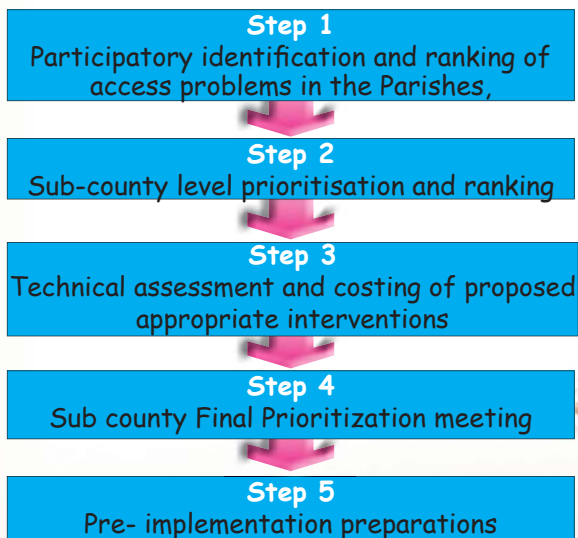 Step 1
Participatory identification and ranking of
access problems in the Parishes,
Step 2
Sub-county level prioritisation and ranking
Step 3
Technical assessment and costing of proposed
appropriate interventions
Step 4
Sub county Final Prioritization meeting
Step 5
Pre- implementation preparations